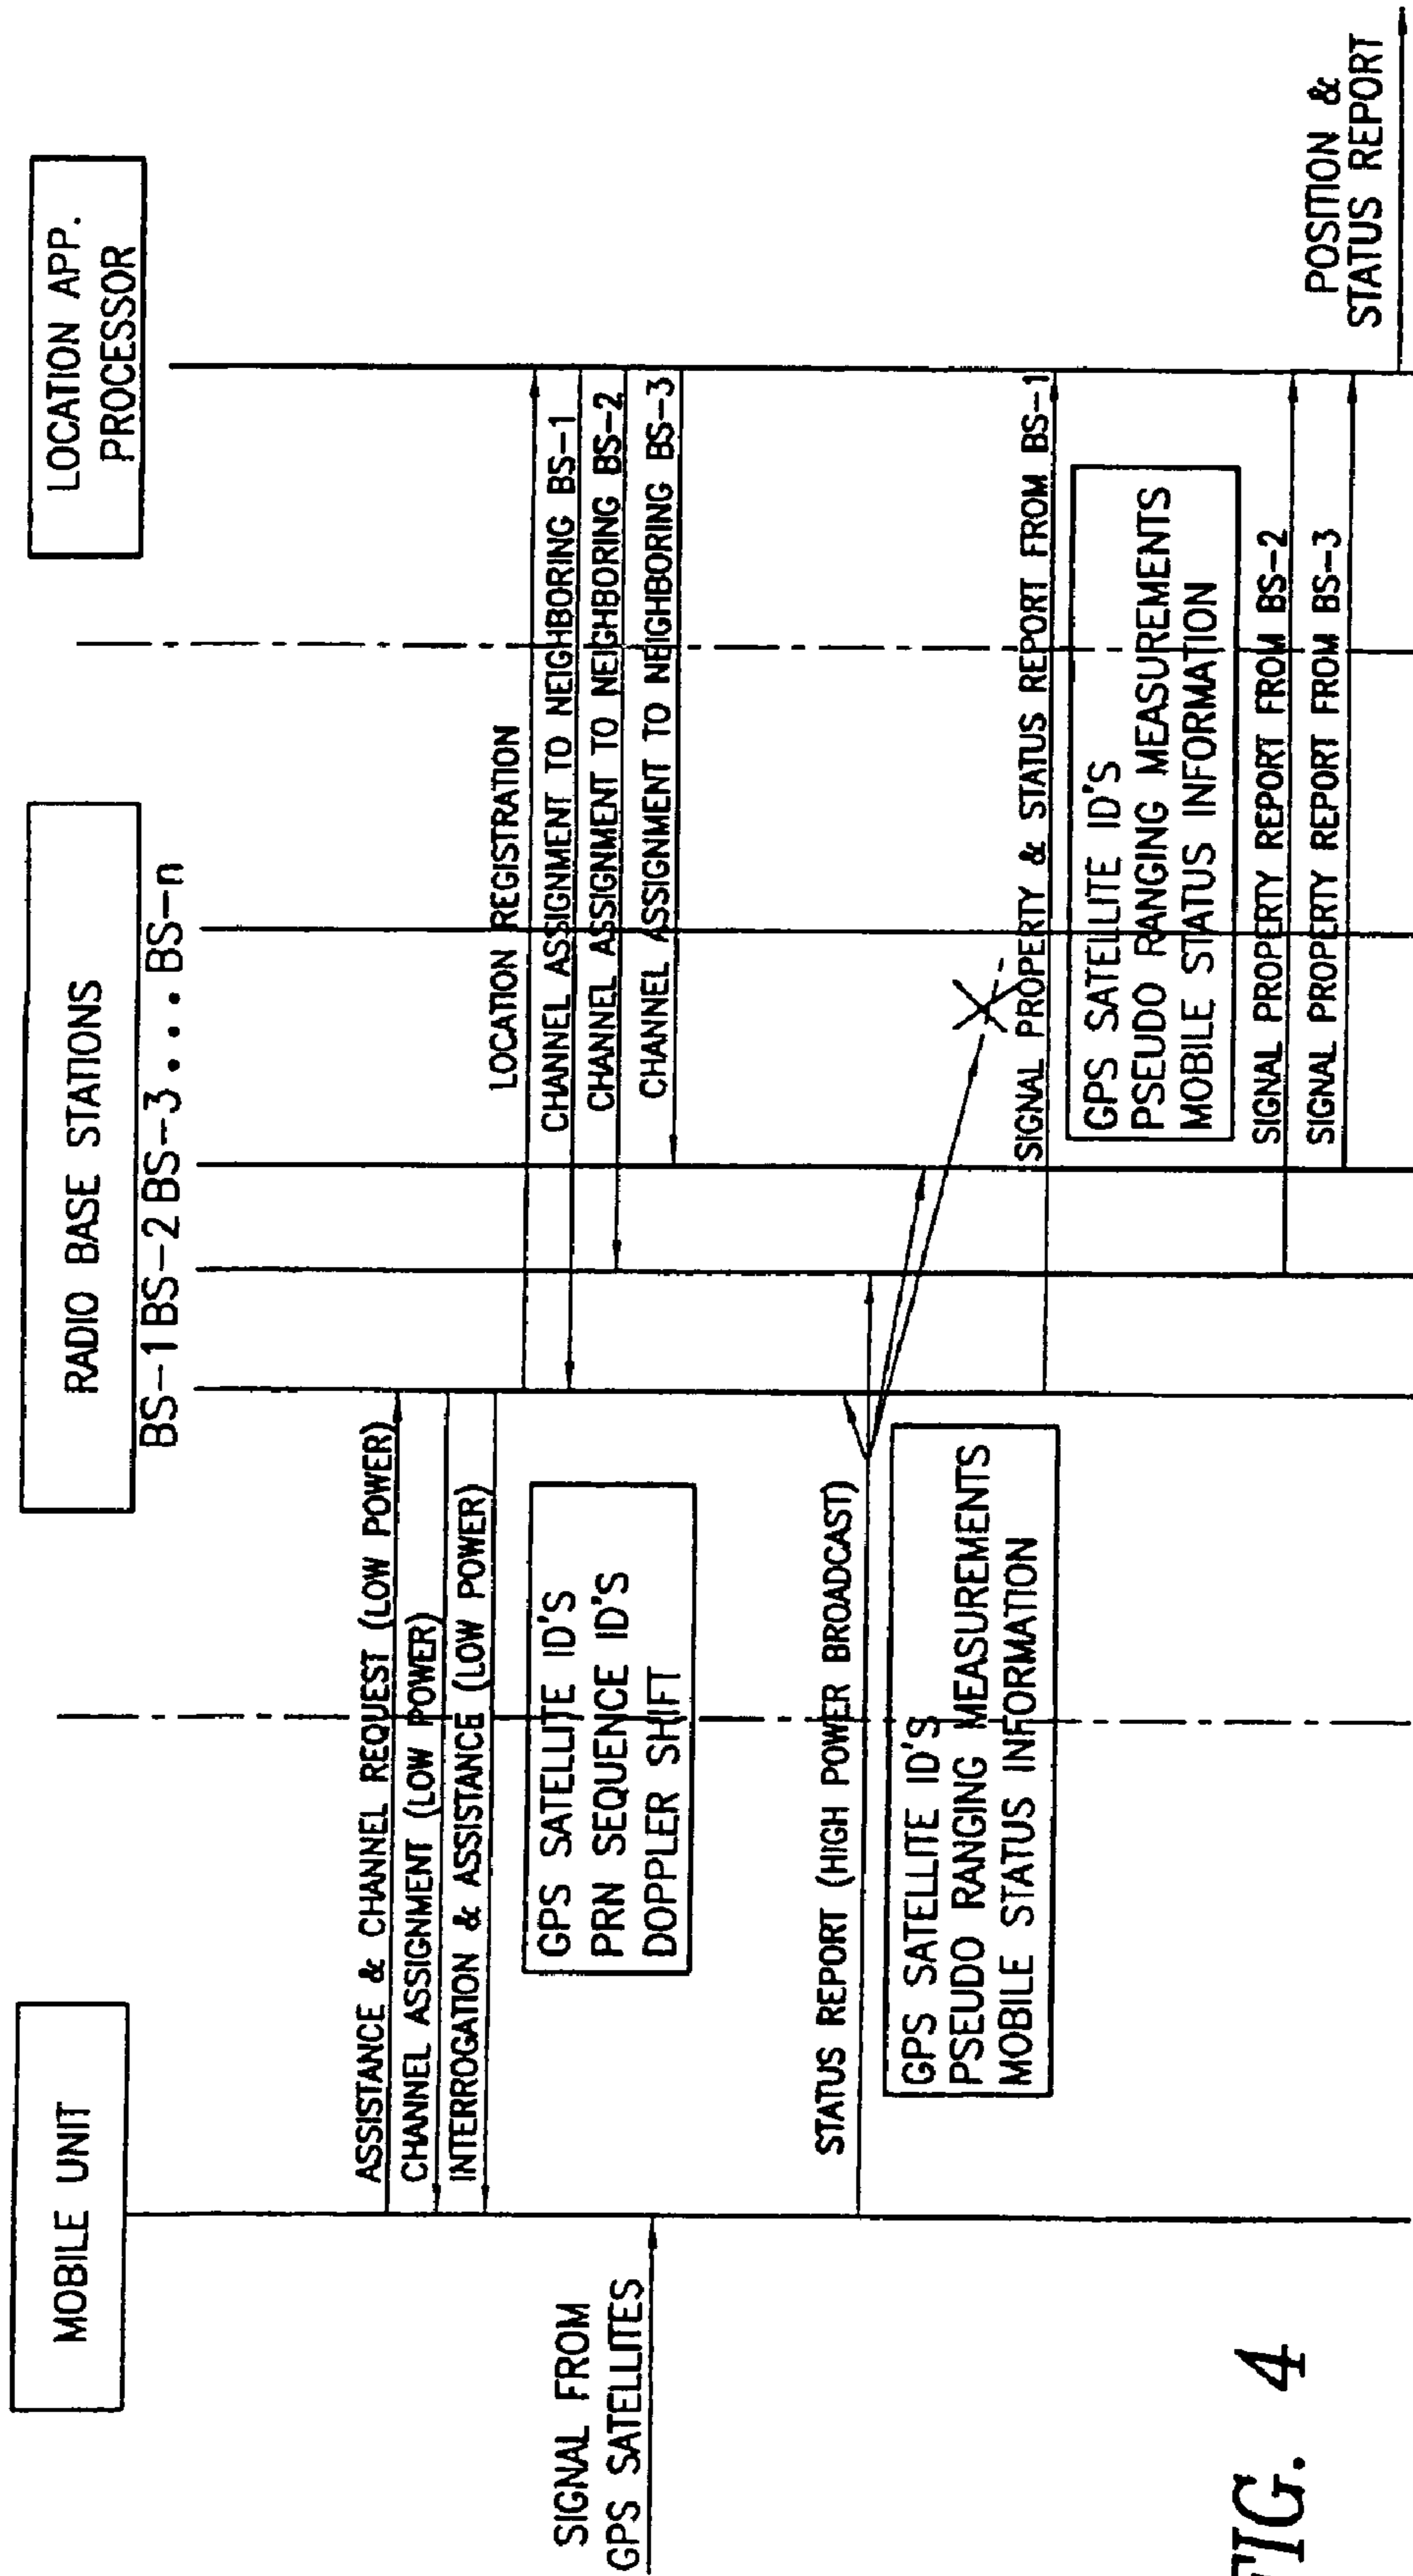 MOBILE UNIT
RADIO BASE STATIONS
BS-1 BS-2 BS-3 . . . BS-n
LOCATION APP.
PROCESSOR
ASSISTANCE & CHANNEL REQUEST (LOW POWER)
CHANNEL ASSIGNMENT (LOW POWER)
INTERROGATION & ASSISTANCE (LOW POWER)
GPS SATELLITE ID'S
PRN SEQUENCE ID'S
DOPPLER SHIFT
LOCATION REGISTRATION
CHANNEL ASSIGNMENT TO NEIGHBORING BS-1
CHANNEL ASSIGNMENT TO NEIGHBORING BS-2
CHANNEL ASSIGNMENT TO NEIGHBORING BS-3
SIGNAL FROM
GPS SATELLITES
STATUS REPORT (HIGH POWER BROADCAST)
GPS SATELLITE ID'S
PSEUDO RANGING MEASUREMENTS
MOBILE STATUS INFORMATION
SIGNAL PROPERTY & STATUS REPORT FROM BS-1
GPS SATELLITE ID'S
PSEUDO RANGING MEASUREMENTS
MOBILE STATUS INFORMATION
SIGNAL PROPERTY REPORT FROM BS-2
SIGNAL PROPERTY REPORT FROM BS-3
POSITION &
STATUS REPORT
FIG. 4